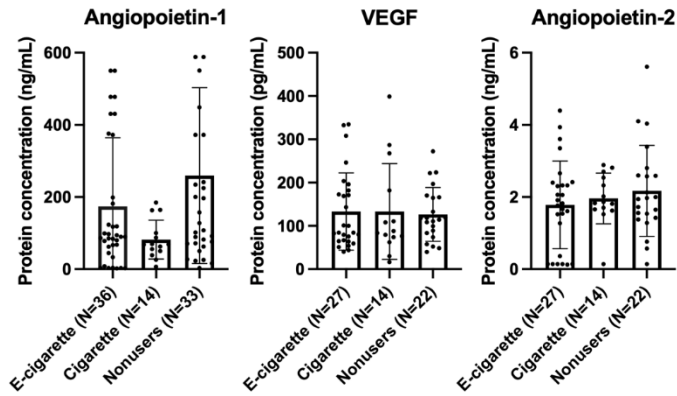 Angiopoietin-1
Protein concentration (ng/mL)
600
400
200
0
E-cigarette (N=36)
Cigarette (N=14)
Nonusers (N=33)
VEGF
Protein concentration (pg/mL)
500
400
300
200
100
0
E-cigarette (N=27)
Cigarette (N=14)
Nonusers (N=22)
Angiopoietin-2
Protein concentration (ng/mL)
6
4
2
0
E-cigarette (N=27)
Cigarette (N=14)
Nonusers (N=22)